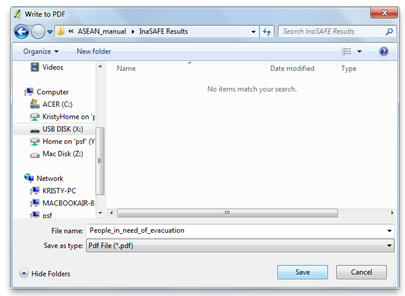 Write to PDF
« ASEAN_manual ▸ InaSAFE Results
Search InaSAFE Results
Organize
New folder
Name
Date modified
Type
No items match your search.
Videos
Computer
ACER (C:)
KristyHome on 'p
USB DISK (X:)
Home on 'psf' (Y
Mac Disk (Z:)
Network
KRISTY-PC
MACBOOKAIR-8
psf
File name: People_in_need_of_evacuation
Save as type: Pdf File (*.pdf)
Hide Folders
Save
Cancel